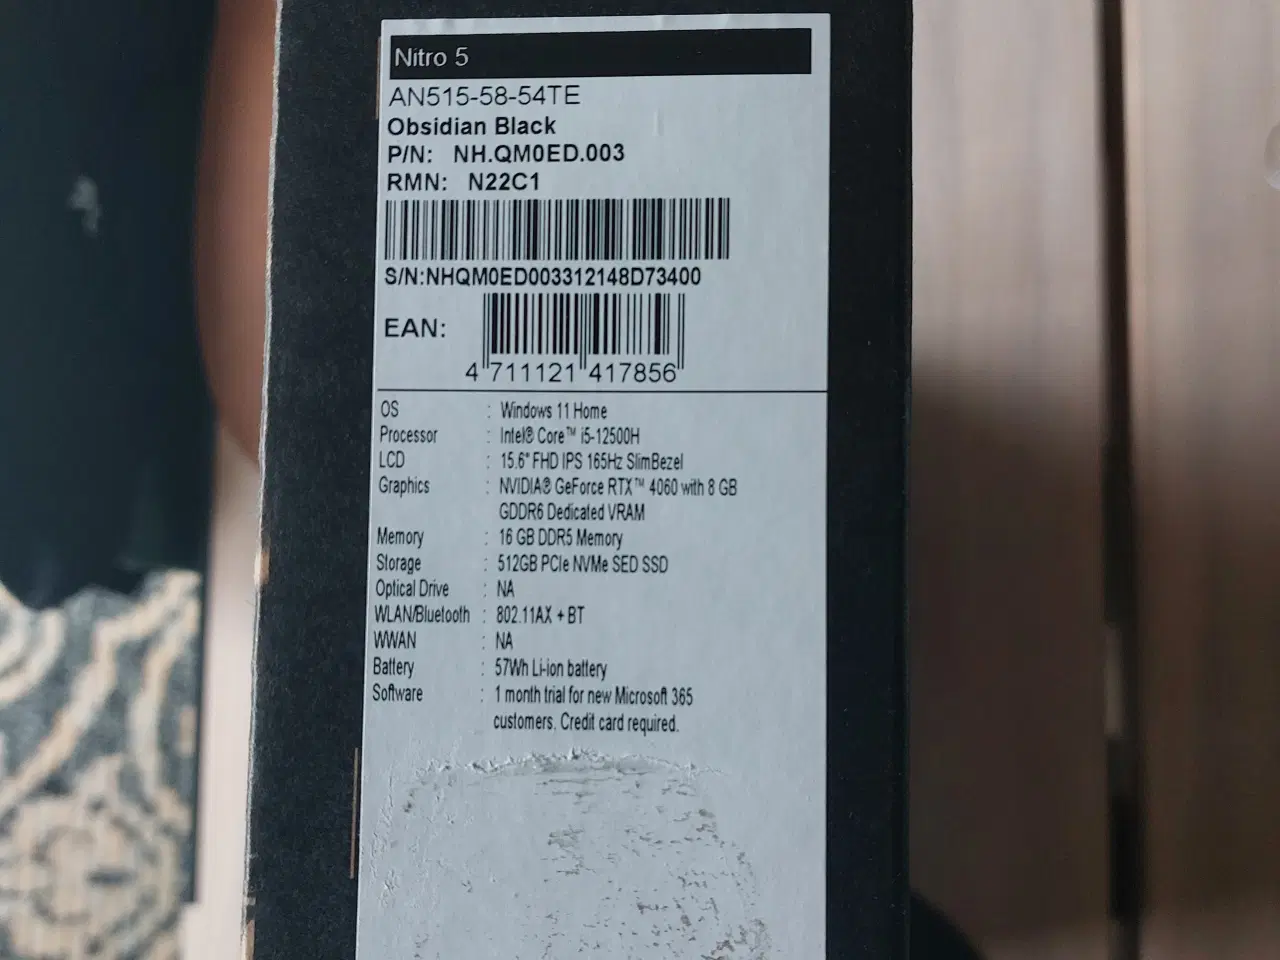 Nitro 5
AN515-58-54TE
Obsidian Black
P/N: NH.QM0ED.003
RMN: N22C1
S/N:NHQM0ED003312148D73400
EAN:
4 711121 417856
OS : Windows 11 Home
Processor : Intel® Core™ i5-12500H
LCD : 15.6" FHD IPS 165Hz SlimBezel
Graphics : NVIDIA® GeForce RTX™ 4060 with 8 GB
GDDR6 Dedicated VRAM
Memory : 16 GB DDR5 Memory
Storage : 512GB PCIe NVMe SED SSD
Optical Drive : NA
WLAN/Bluetooth : 802.11AX + BT
WWAN : NA
Battery : 57Wh Li-ion battery
Software : 1 month trial for new Microsoft 365
customers. Credit card required.